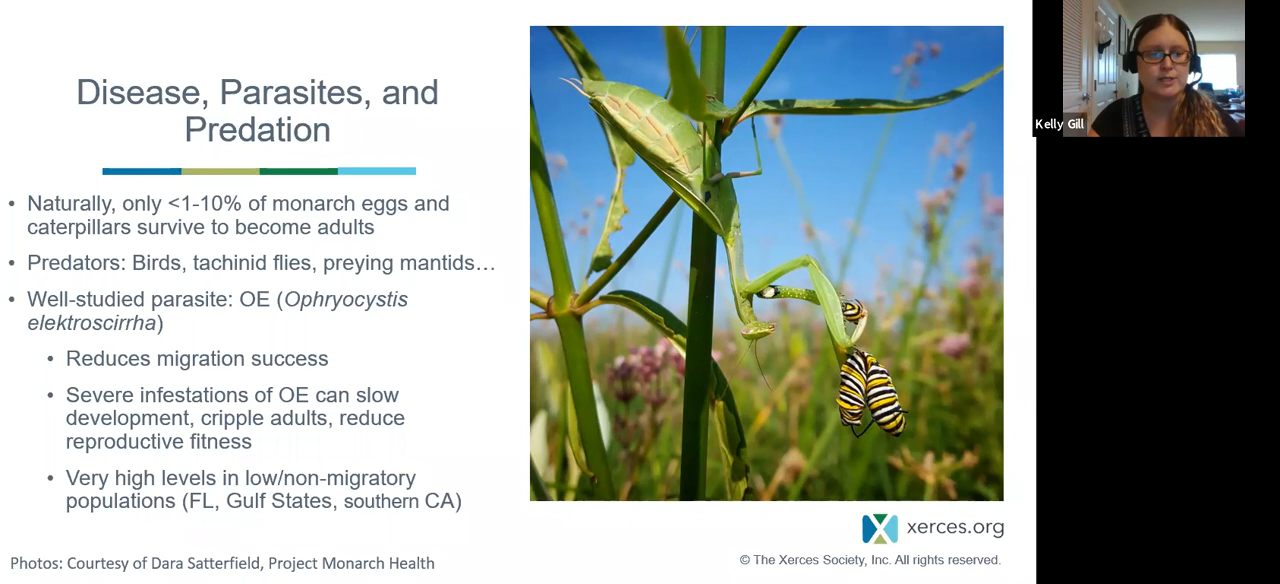 Disease, Parasites, and
Predation
• Naturally, only <1-10% of monarch eggs and
caterpillars survive to become adults
• Predators: Birds, tachinid flies, preying mantids…
• Well-studied parasite: OE (Ophryocystis
elektroscirrha)
• Reduces migration success
• Severe infestations of OE can slow
development, cripple adults, reduce
reproductive fitness
• Very high levels in low/non-migratory
populations (FL, Gulf States, southern CA)
Photos: Courtesy of Dara Satterfield, Project Monarch Health
xerces.org
© The Xerces Society, Inc. All rights reserved.
Kelly Gill